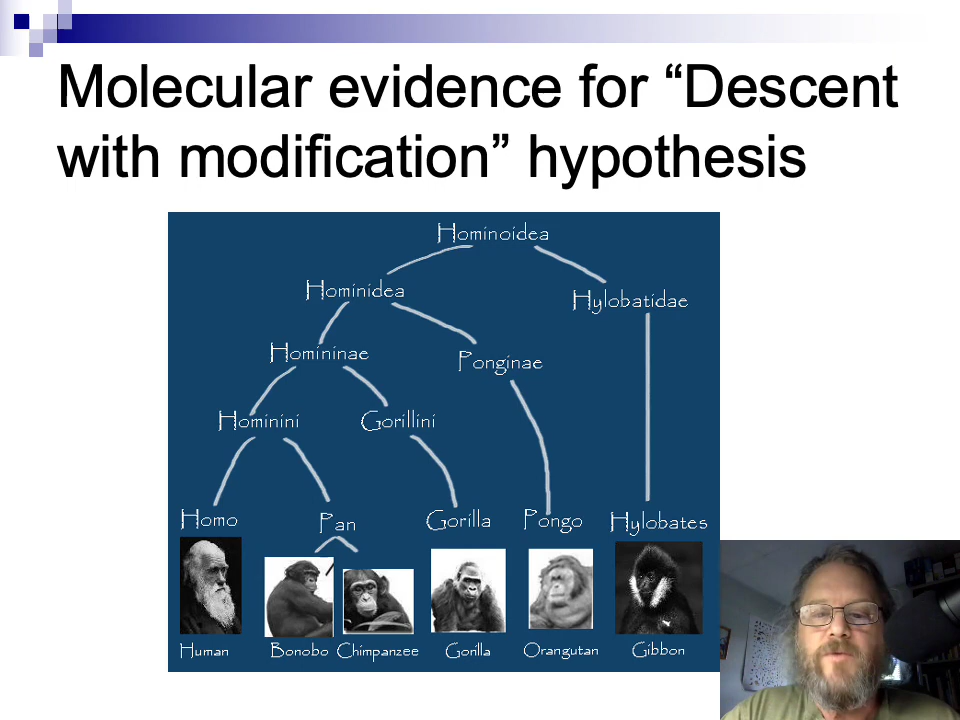 Molecular evidence for “Descent
with modification” hypothesis
Hominoidea
Hominidea
Hylobatidae
Homininae
Ponginae
Hominini
Gorillini
Homo
Pan
Gorilla
Pongo
Hylobates
Human
Bonobo
Chimpanzee
Gorilla
Orangutan
Gibbon